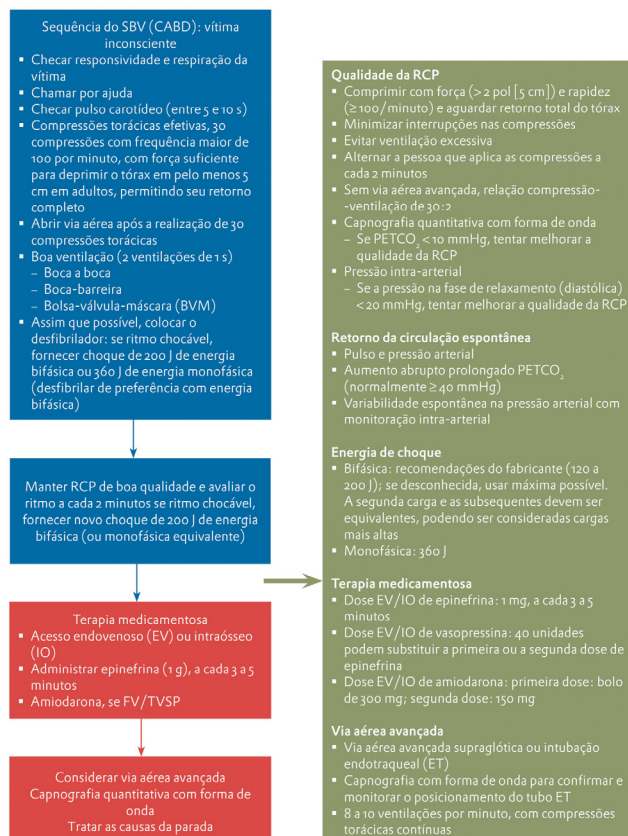 Sequência do SBV (CABD): vítima
inconsciente
▪ Checar responsividade e respiração da
vítima
▪ Chamar por ajuda
▪ Checar pulso carotídeo (entre 5 e 10 s)
▪ Compressões torácicas efetivas, 30
compressões com frequência maior de
100 por minuto, com força suficiente
para deprimir o tórax em pelo menos 5
cm em adultos, permitindo seu retorno
completo
▪ Abrir via aérea após a realização de 30
compressões torácicas
▪ Boa ventilação (2 ventilações de 1 s)
– Boca a boca
– Boca-barreira
– Bolsa-válvula-máscara (BVM)
▪ Assim que possível, colocar o
desfibrilador: se ritmo chocável,
fornecer choque de 200 J de energia
bifásica ou 360 J de energia monofásica
(desfibrilar de preferência com energia
bifásica)
Manter RCP de boa qualidade e avaliar o
ritmo a cada 2 minutos se ritmo chocável,
fornecer novo choque de 200 J de energia
bifásica (ou monofásica equivalente)
Terapia medicamentosa
▪ Acesso endovenoso (EV) ou intraósseo
(IO)
▪ Administrar epinefrina (1 g), a cada 3 a 5
minutos
▪ Amiodarona, se FV/TVSP
Considerar via aérea avançada
Capnografia quantitativa com forma de
onda
Tratar as causas da parada
Qualidade da RCP
▪ Comprimir com força (>2 pol [5 cm]) e rapidez
(≥100/minuto) e aguardar retorno total do tórax
▪ Minimizar interrupções nas compressões
▪ Evitar ventilação excessiva
▪ Alternar a pessoa que aplica as compressões a
cada 2 minutos
▪ Sem via aérea avançada, relação compressão-
-ventilação de 30:2
▪ Capnografia quantitativa com forma de onda
– Se PETCO₂ <10 mmHg, tentar melhorar a
qualidade da RCP
▪ Pressão intra-arterial
– Se a pressão na fase de relaxamento (diastólica)
<20 mmHg, tentar melhorar a qualidade da RCP
Retorno da circulação espontânea
▪ Pulso e pressão arterial
▪ Aumento abrupto prolongado PETCO₂
(normalmente ≥40 mmHg)
▪ Variabilidade espontânea na pressão arterial com
monitoração intra-arterial
Energia de choque
▪ Bifásica: recomendações do fabricante (120 a
200 J); se desconhecida, usar máxima possível.
A segunda carga e as subsequentes devem ser
equivalentes, podendo ser consideradas cargas
mais altas
▪ Monofásica: 360 J
Terapia medicamentosa
▪ Dose EV/IO de epinefrina: 1 mg, a cada 3 a 5
minutos
▪ Dose EV/IO de vasopressina: 40 unidades
podem substituir a primeira ou a segunda dose de
epinefrina
▪ Dose EV/IO de amiodarona: primeira dose: bolo
de 300 mg; segunda dose: 150 mg
Via aérea avançada
▪ Via aérea avançada supraglótica ou intubação
endotraqueal (ET)
▪ Capnografia com forma de onda para confirmar e
monitorar o posicionamento do tubo ET
▪ 8 a 10 ventilações por minuto, com compressões
torácicas contínuas